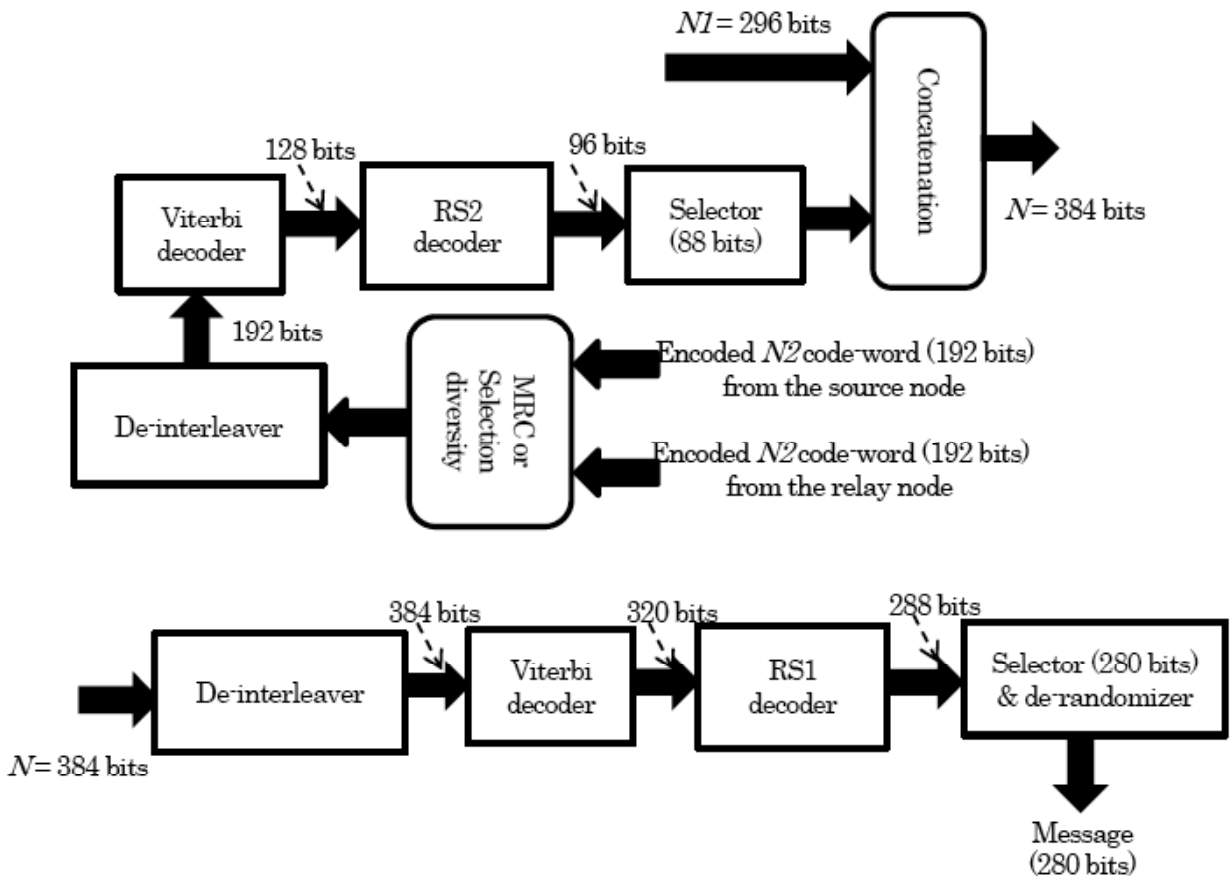 N1 = 296 bits
Concatenation
128 bits
96 bits
Viterbi
decoder
RS2
decoder
Selector
(88 bits)
N = 384 bits
192 bits
De-interleaver
MRC or
Selection
diversity
Encoded N2 code-word (192 bits)
from the source node
Encoded N2 code-word (192 bits)
from the relay node
384 bits
320 bits
288 bits
De-interleaver
Viterbi
decoder
RS1
decoder
Selector (280 bits)
& de-randomizer
N = 384 bits
Message
(280 bits)